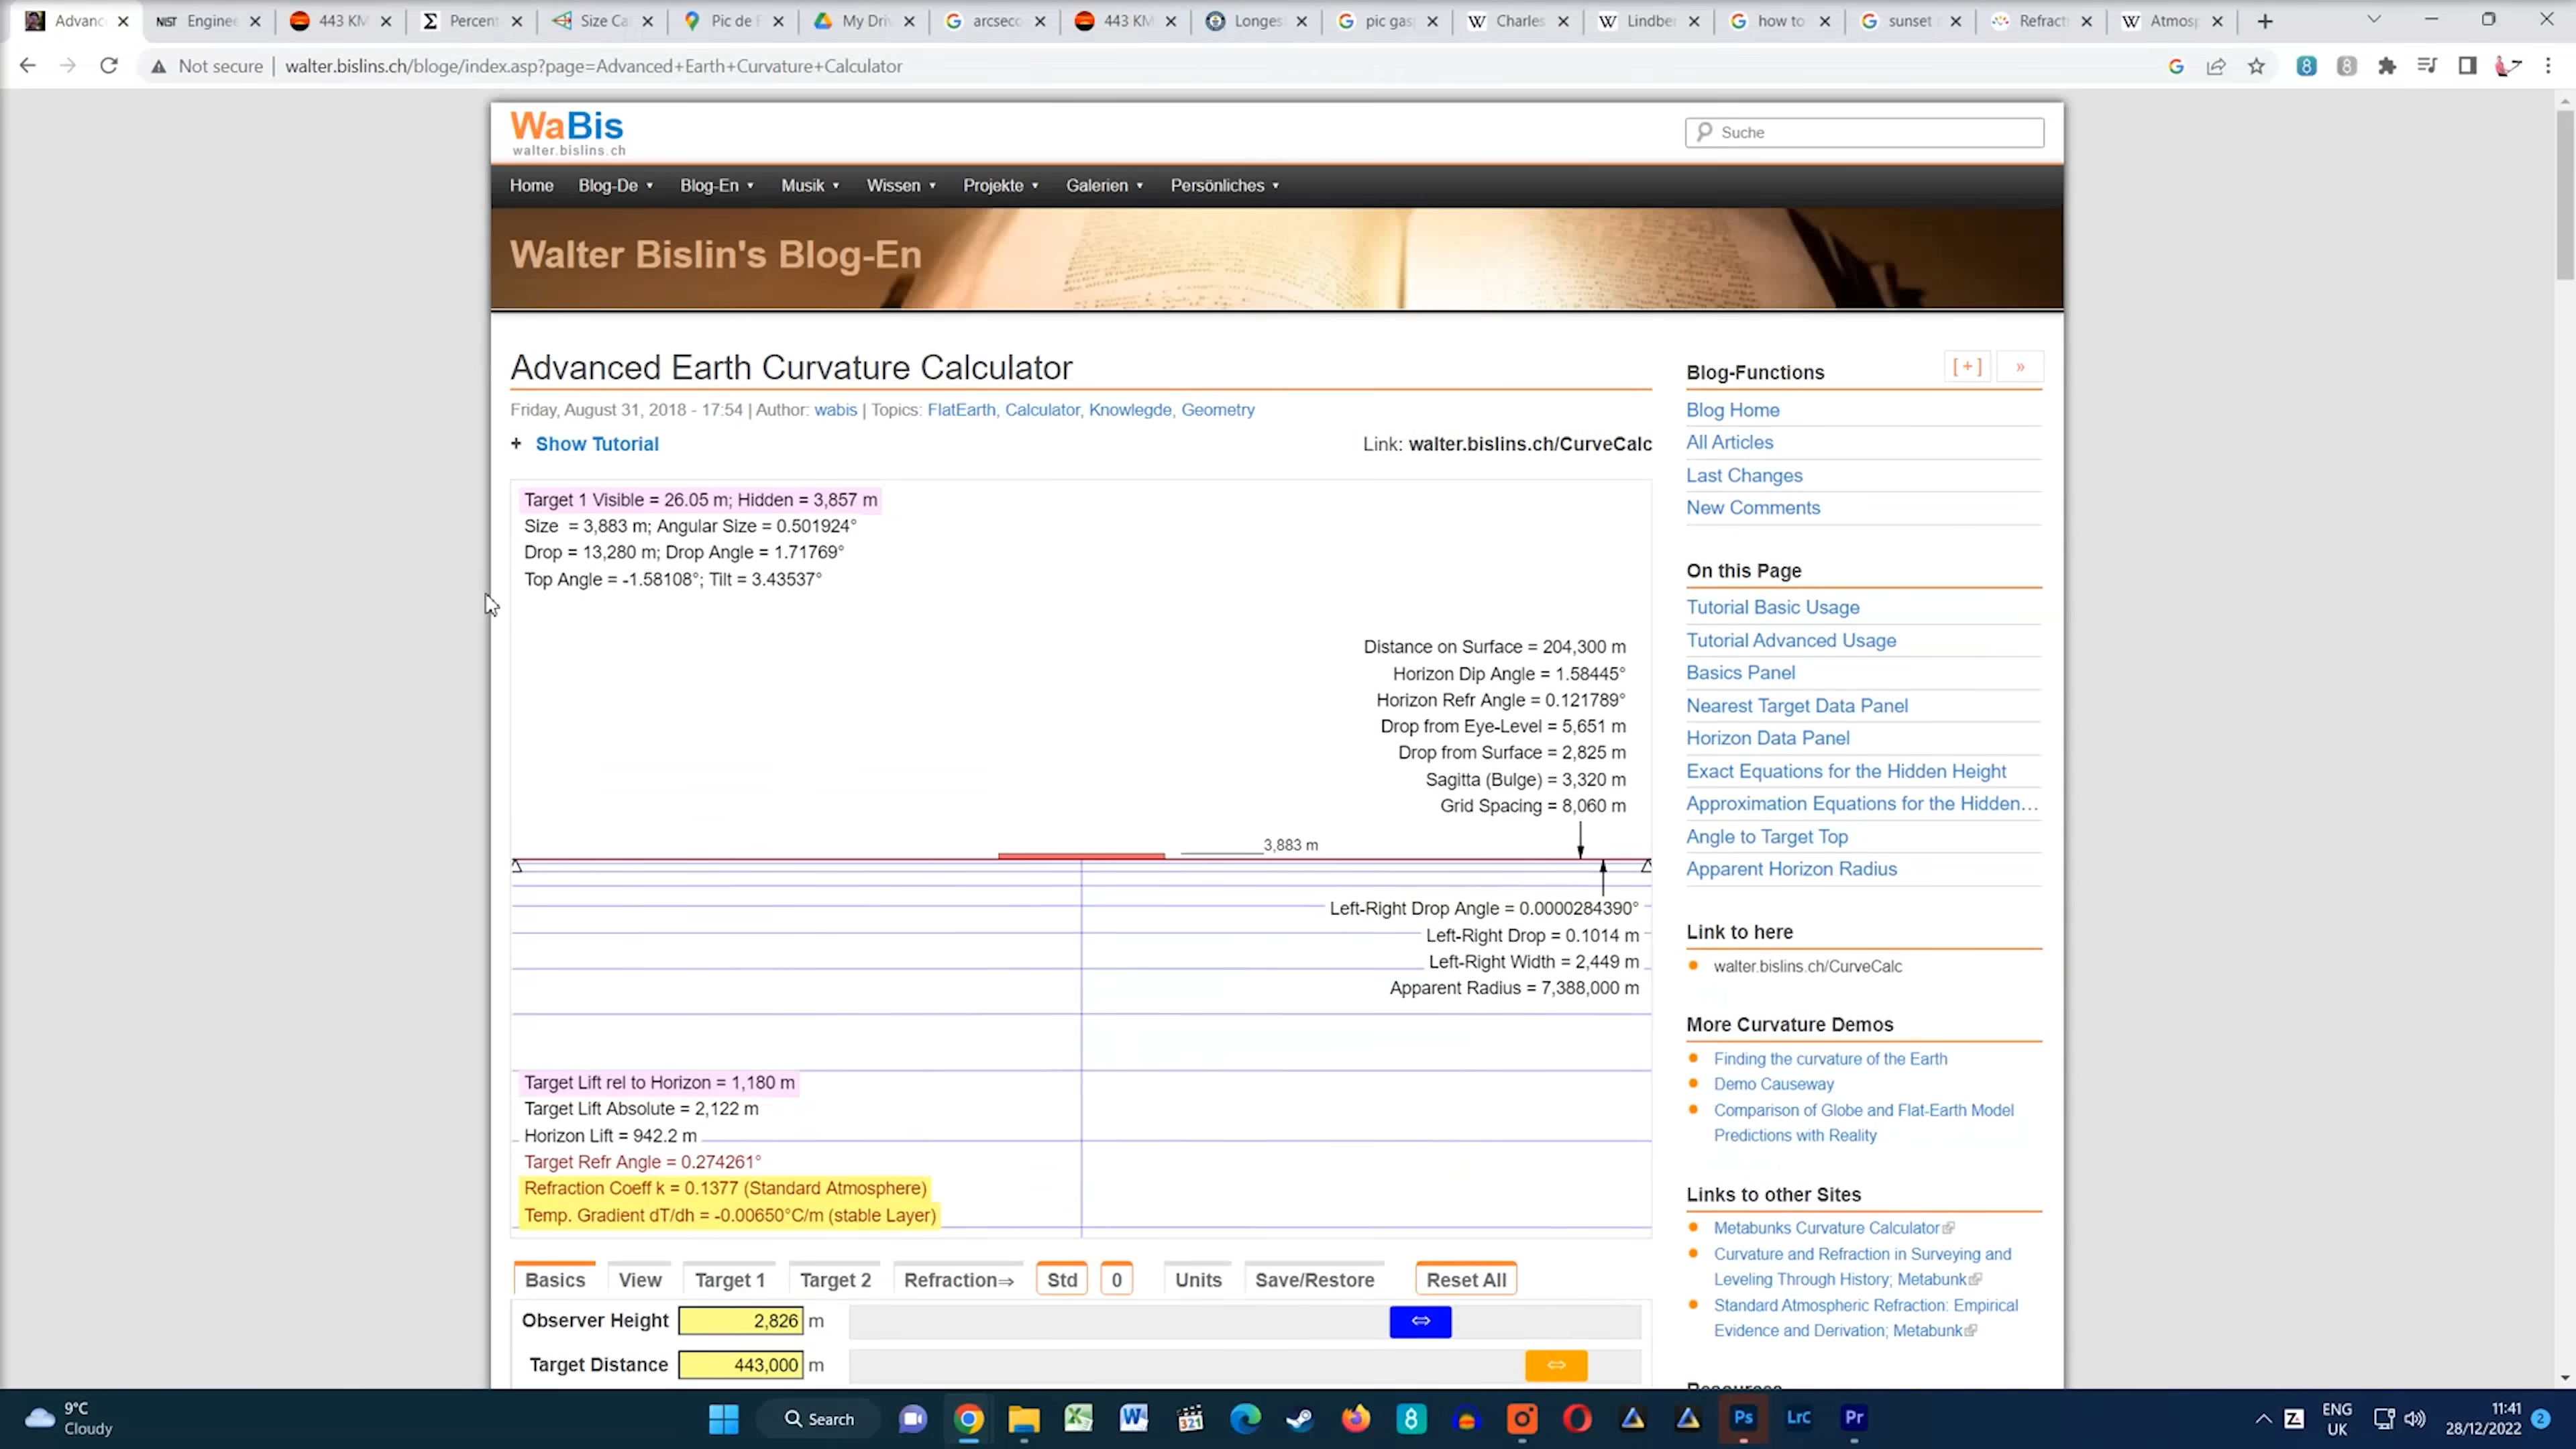 Advanc
NIST Enginee
443 KM
Percent
Size Ca
Pic de F
My Driv
arcseco
443 KM
Longes
pic gas
Charles
Lindbe
how to
sunset
Refract
Atmosp
Not secure | walter.bislins.ch/bloge/index.asp?page=Advanced+Earth+Curvature+Calculator
WaBis
walter.bislins.ch
Suche
Home Blog-De Blog-En Musik Wissen Projekte Galerien Persönliches
Walter Bislin's Blog-En
Advanced Earth Curvature Calculator
Friday, August 31, 2018 - 17:54 | Author: wabis | Topics: FlatEarth, Calculator, Knowlegde, Geometry
+ Show Tutorial
Link: walter.bislins.ch/CurveCalc
Target 1 Visible = 26.05 m; Hidden = 3,857 m
Size = 3,883 m; Angular Size = 0.501924°
Drop = 13,280 m; Drop Angle = 1.71769°
Top Angle = -1.58108°; Tilt = 3.43537°
Distance on Surface = 204,300 m
Horizon Dip Angle = 1.58445°
Horizon Refr Angle = 0.121789°
Drop from Eye-Level = 5,651 m
Drop from Surface = 2,825 m
Sagitta (Bulge) = 3,320 m
Grid Spacing = 8,060 m
3,883 m
Left-Right Drop Angle = 0.0000284390°
Left-Right Drop = 0.1014 m
Left-Right Width = 2,449 m
Apparent Radius = 7,388,000 m
Target Lift rel to Horizon = 1,180 m
Target Lift Absolute = 2,122 m
Horizon Lift = 942.2 m
Target Refr Angle = 0.274261°
Refraction Coeff k = 0.1377 (Standard Atmosphere)
Temp. Gradient dT/dh = -0.00650°C/m (stable Layer)
Basics View Target 1 Target 2 Refraction⇒ Std 0 Units Save/Restore Reset All
Observer Height 2,826 m
Target Distance 443,000 m
Blog-Functions [+] »
Blog Home
All Articles
Last Changes
New Comments
On this Page
Tutorial Basic Usage
Tutorial Advanced Usage
Basics Panel
Nearest Target Data Panel
Horizon Data Panel
Exact Equations for the Hidden Height
Approximation Equations for the Hidden…
Angle to Target Top
Apparent Horizon Radius
Link to here
walter.bislins.ch/CurveCalc
More Curvature Demos
Finding the curvature of the Earth
Demo Causeway
Comparison of Globe and Flat-Earth Model
Predictions with Reality
Links to other Sites
Metabunks Curvature Calculator
Curvature and Refraction in Surveying and
Leveling Through History; Metabunk
Standard Atmospheric Refraction: Empirical
Evidence and Derivation; Metabunk
9°C
Cloudy
Search
321
Ps
LrC
Pr
ENG
UK
11:41
28/12/2022
2